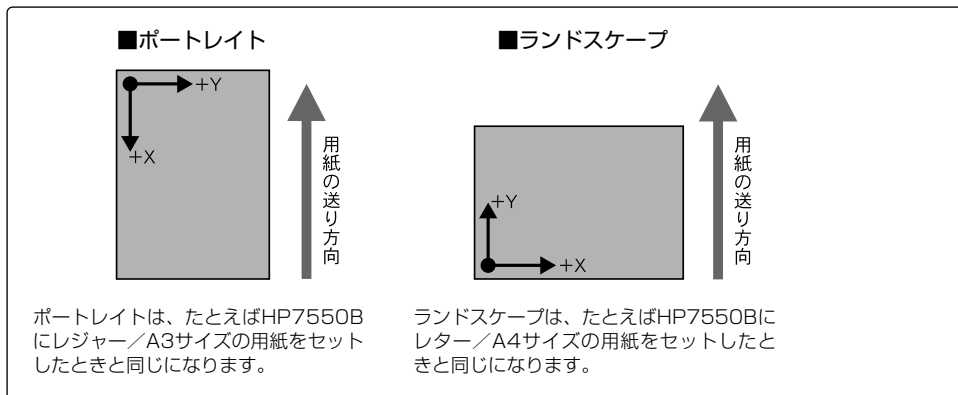 ■ポートレイト
+Y
+X
用紙の送り方向
ポートレイトは、たとえばHP7550B
にレジャー／A3サイズの用紙をセット
したときと同じになります。
■ランドスケープ
+Y
+X
用紙の送り方向
ランドスケープは、たとえばHP7550Bに
レター／A4サイズの用紙をセットしたと
きと同じになります。